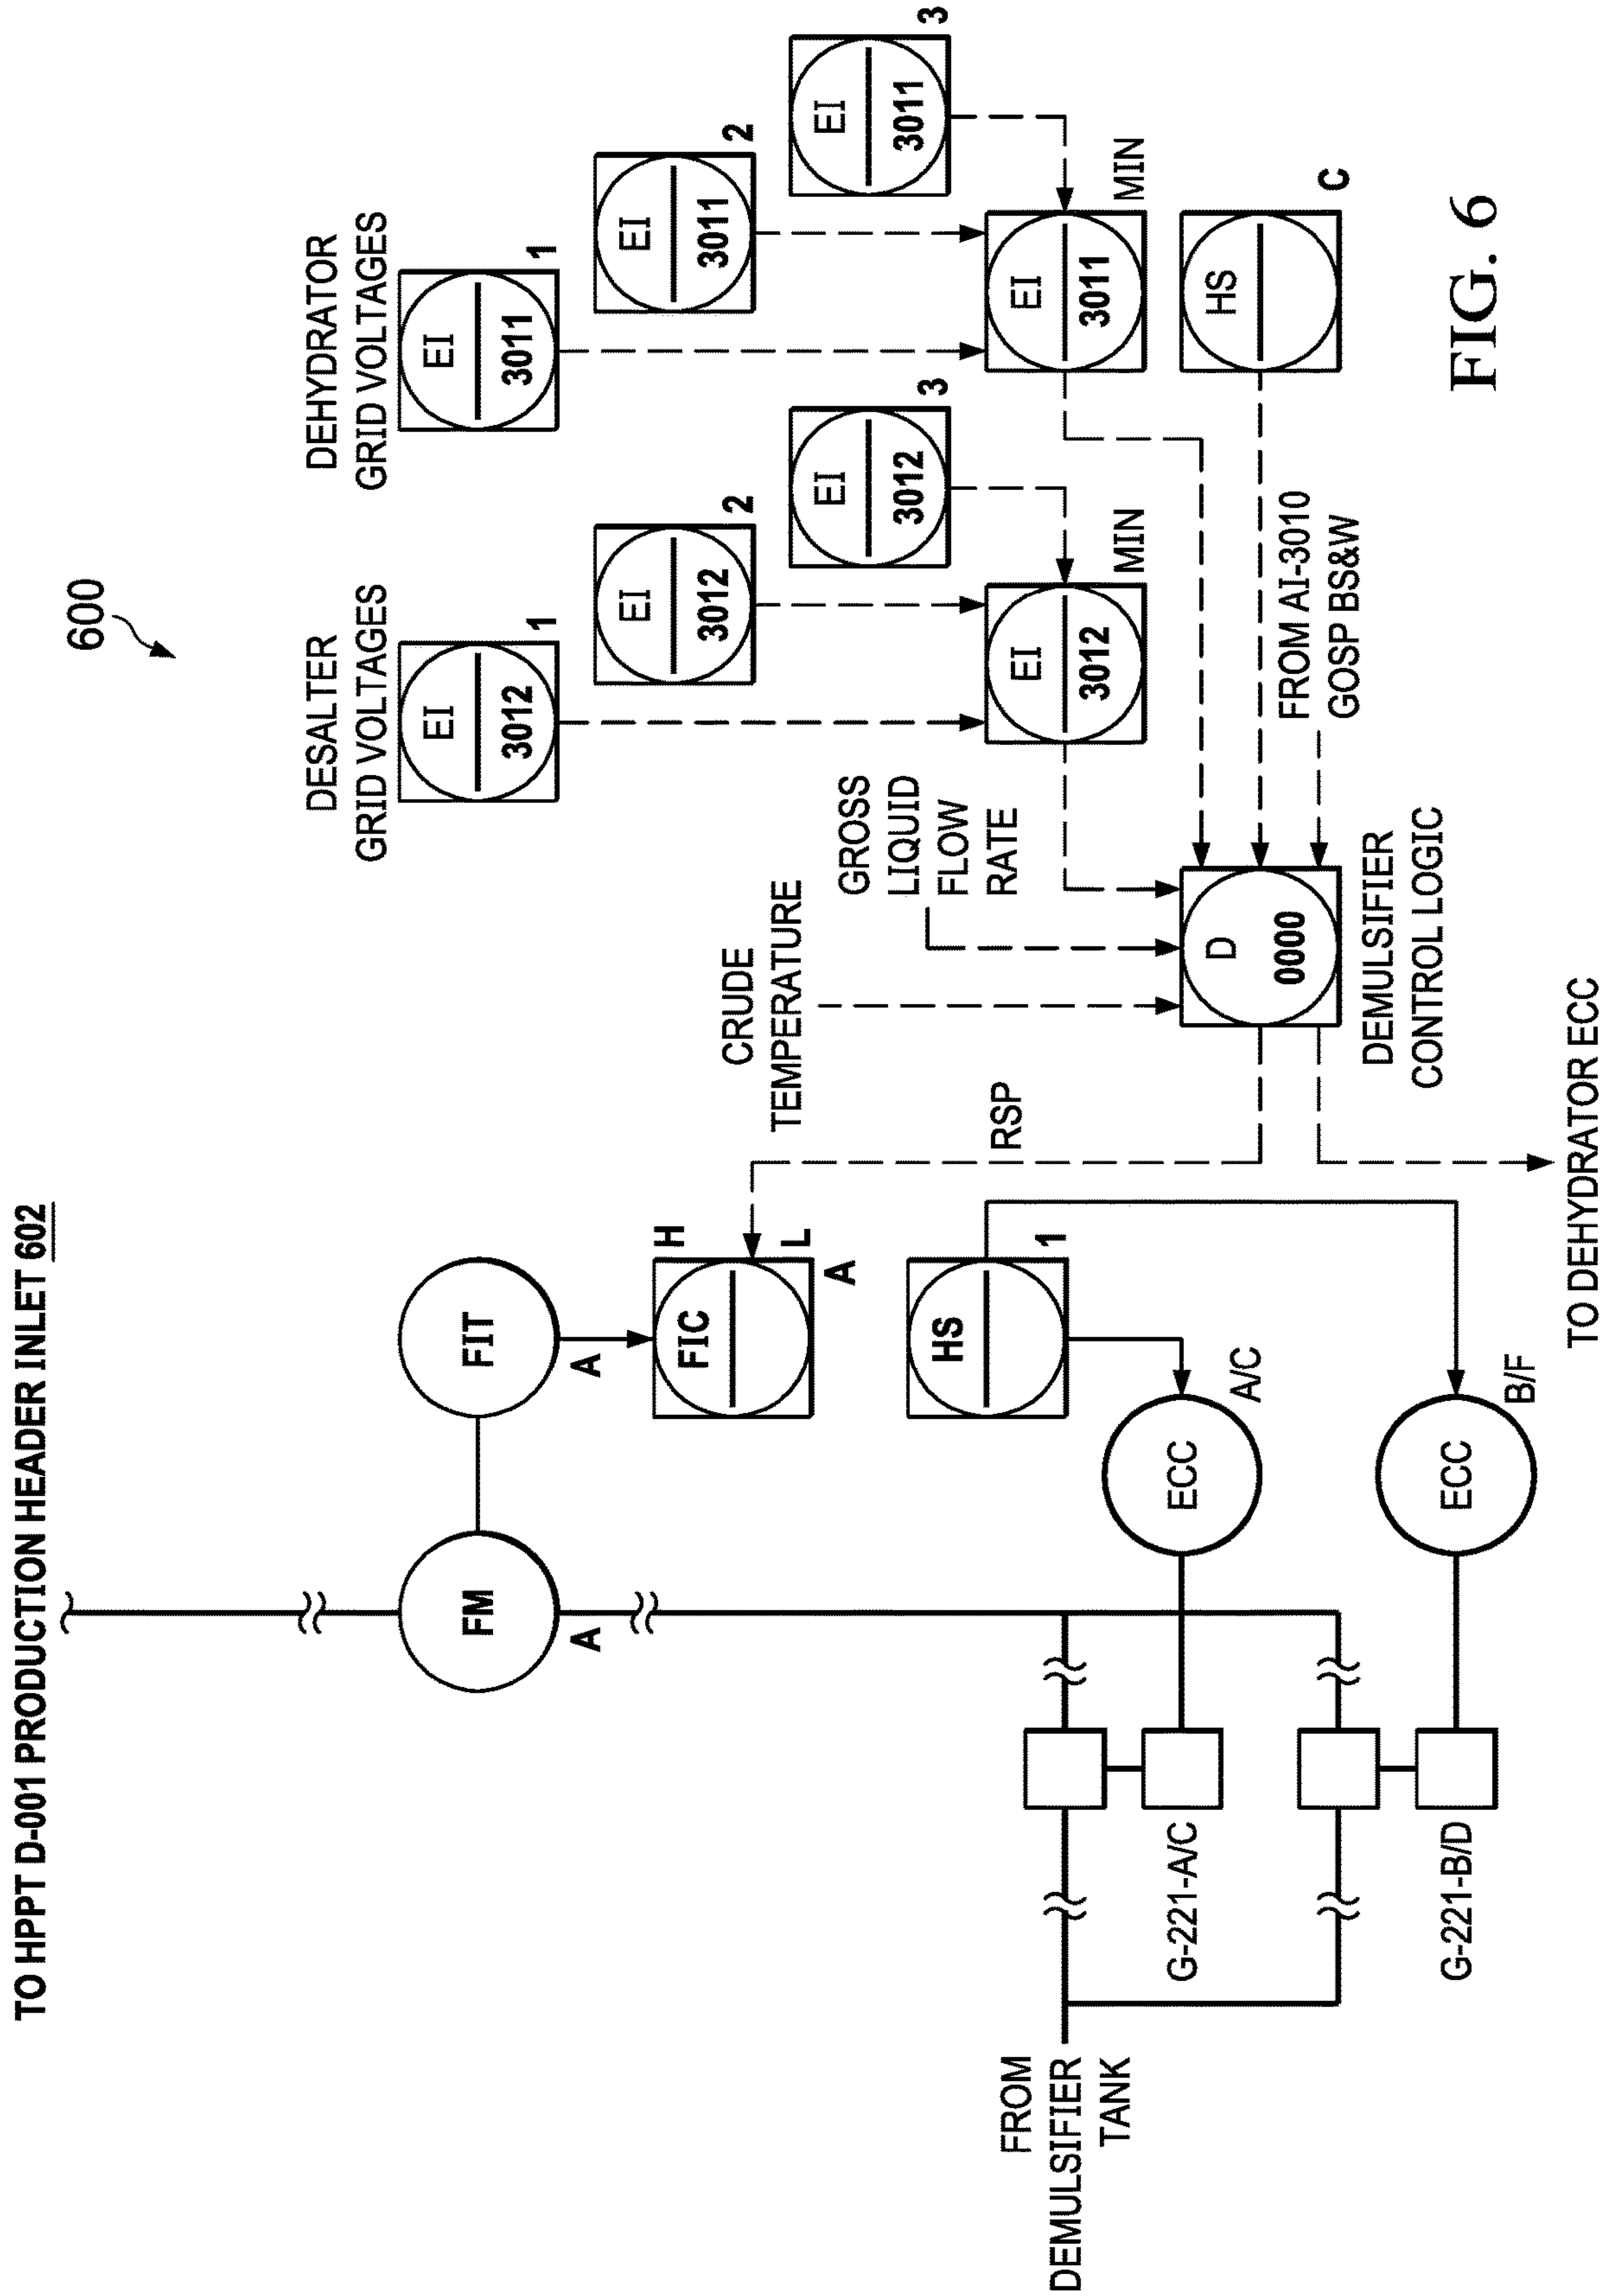 600
TO HPPT D-001 PRODUCTION HEADER INLET 602
DESALTER
GRID VOLTAGES
DEHYDRATOR
GRID VOLTAGES
FM
A
FIT
A
EI
3012
1
EI
3011
1
EI
3012
2
EI
3011
2
FIC
H
L
A
EI
3012
3
EI
3011
3
CRUDE
TEMPERATURE
GROSS
LIQUID
FLOW
RATE
EI
3012
MIN
EI
3011
MIN
HS
1
RSP
FROM
DEMULSIFIER
TANK
G-221-A/C
ECC
A/C
D
0000
DEMULSIFIER
CONTROL LOGIC
FROM AI-3010
GOSP BS&W
HS
C
G-221-B/D
ECC
B/F
TO DEHYDRATOR ECC
FIG. 6